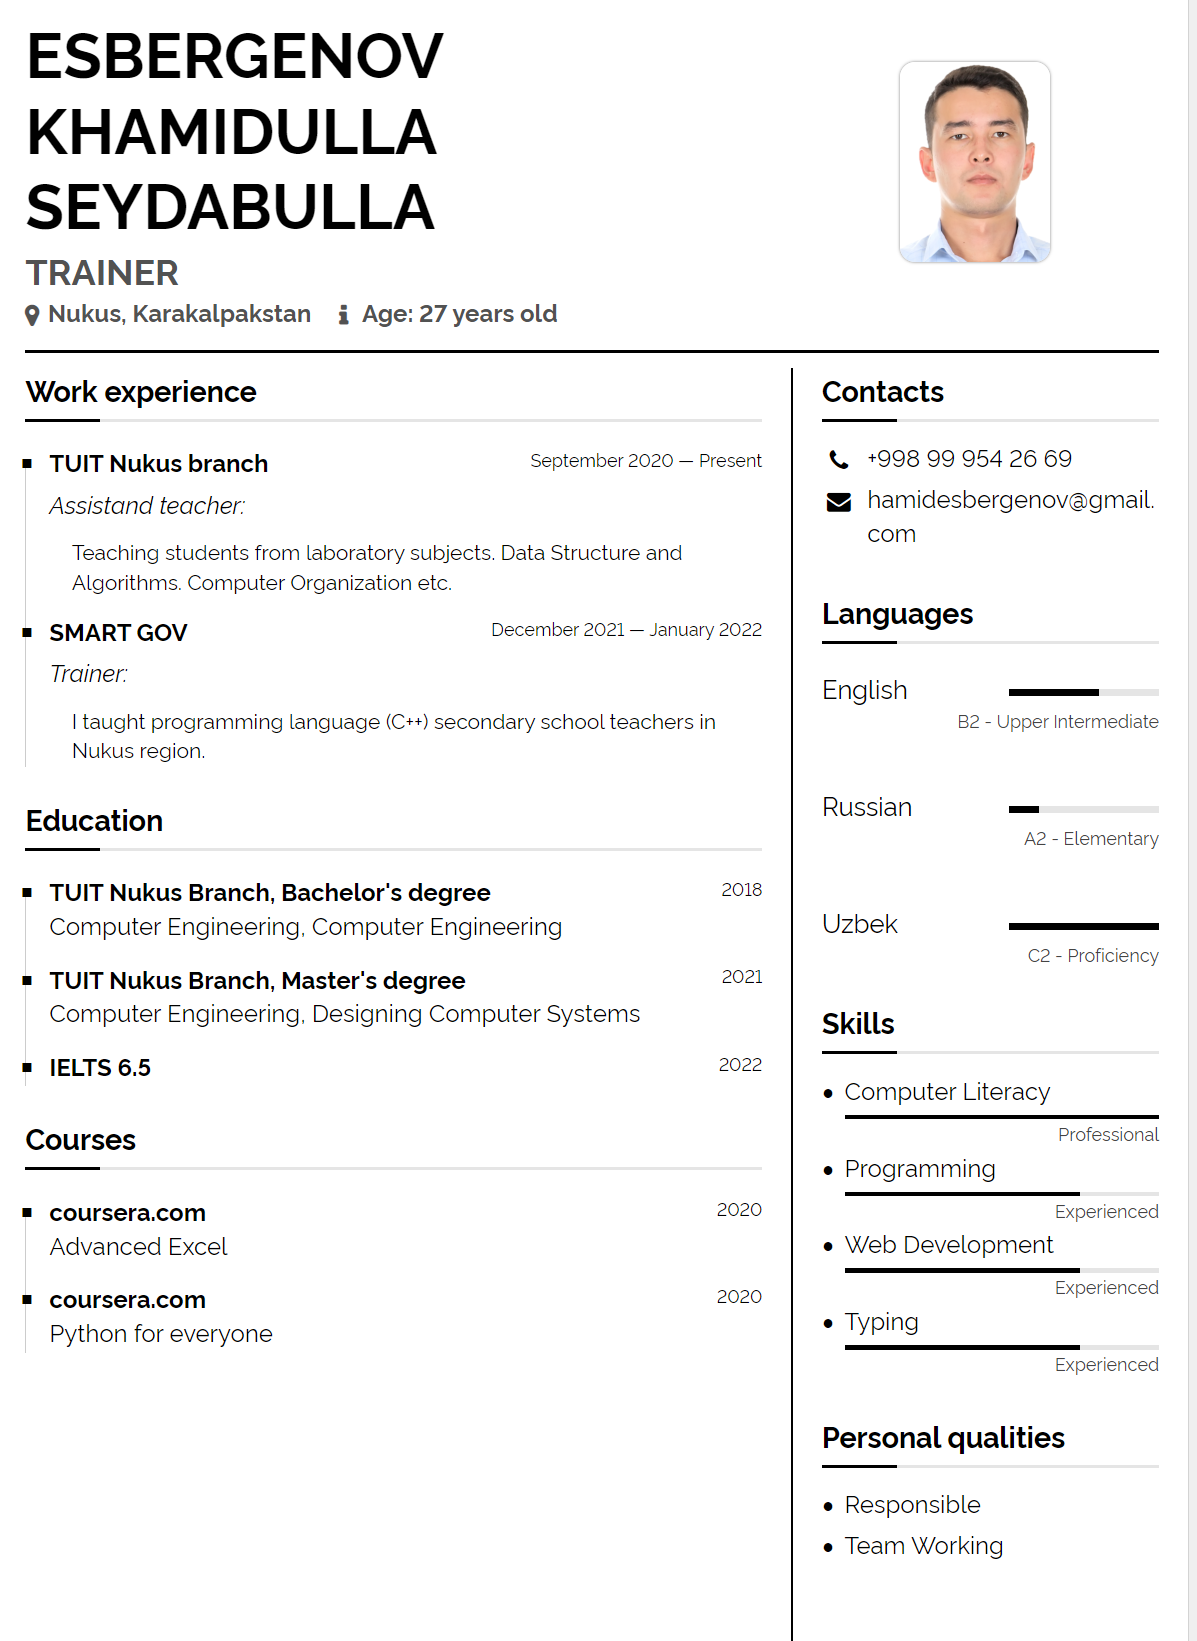 ESBERGENOV
KHAMIDULLA
SEYDABULLA
TRAINER
Nukus, Karakalpakstan Age: 27 years old
Work experience
TUIT Nukus branch September 2020 — Present
Assistand teacher:
Teaching students from laboratory subjects. Data Structure and
Algorithms. Computer Organization etc.
SMART GOV December 2021 — January 2022
Trainer:
I taught programming language (C++) secondary school teachers in
Nukus region.
Education
TUIT Nukus Branch, Bachelor's degree 2018
Computer Engineering, Computer Engineering
TUIT Nukus Branch, Master's degree 2021
Computer Engineering, Designing Computer Systems
IELTS 6.5 2022
Courses
coursera.com 2020
Advanced Excel
coursera.com 2020
Python for everyone
Contacts
+998 99 954 26 69
hamidesbergenov@gmail.
com
Languages
English
B2 - Upper Intermediate
Russian
A2 - Elementary
Uzbek
C2 - Proficiency
Skills
• Computer Literacy
Professional
• Programming
Experienced
• Web Development
Experienced
• Typing
Experienced
Personal qualities
• Responsible
• Team Working